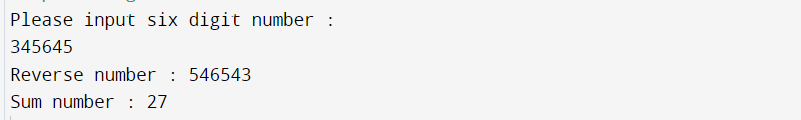 Please input six digit number :
345645
Reverse number : 546543
Sum number : 27